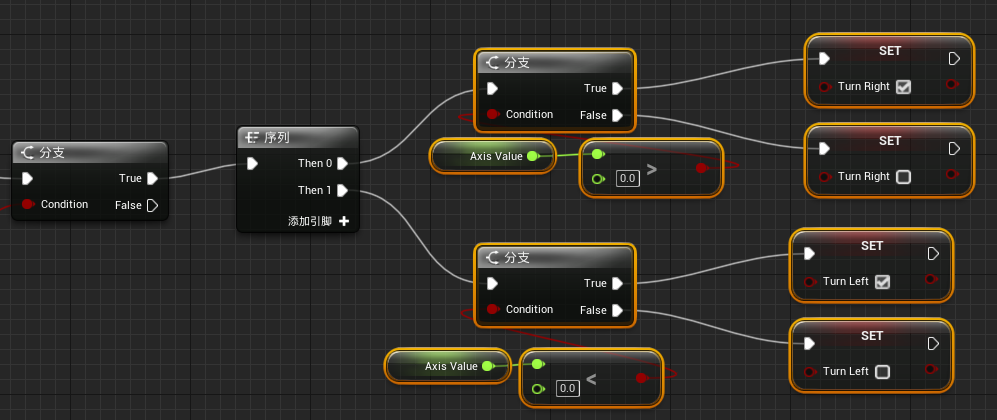 分支
True
Condition
False
序列
Then 0
Then 1
添加引脚
分支
True
Condition
False
Axis Value
0.0
>
SET
Turn Right
SET
Turn Right
分支
True
Condition
False
Axis Value
0.0
<
SET
Turn Left
SET
Turn Left